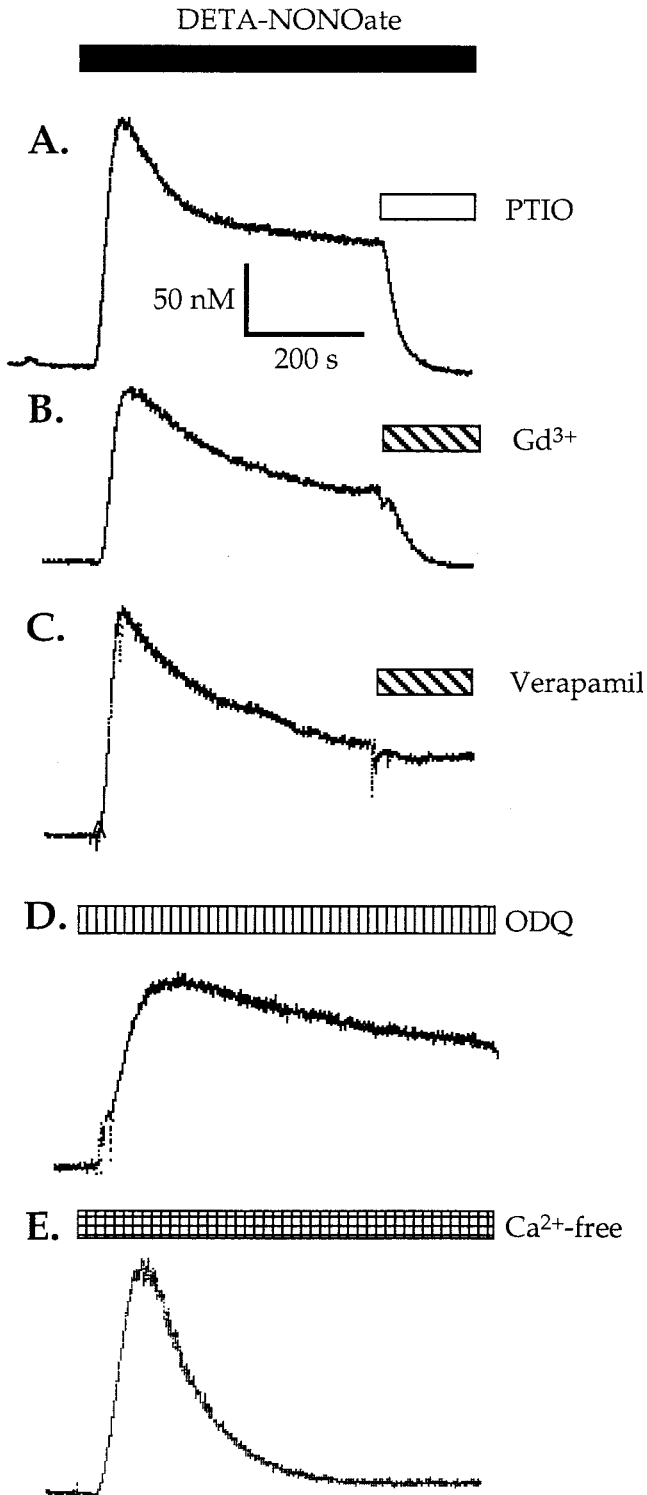 DETA-NONOate
A.
PTIO
50 nM
200 s
B.
Gd³⁺
C.
Verapamil
D.
ODQ
E.
Ca²⁺-free